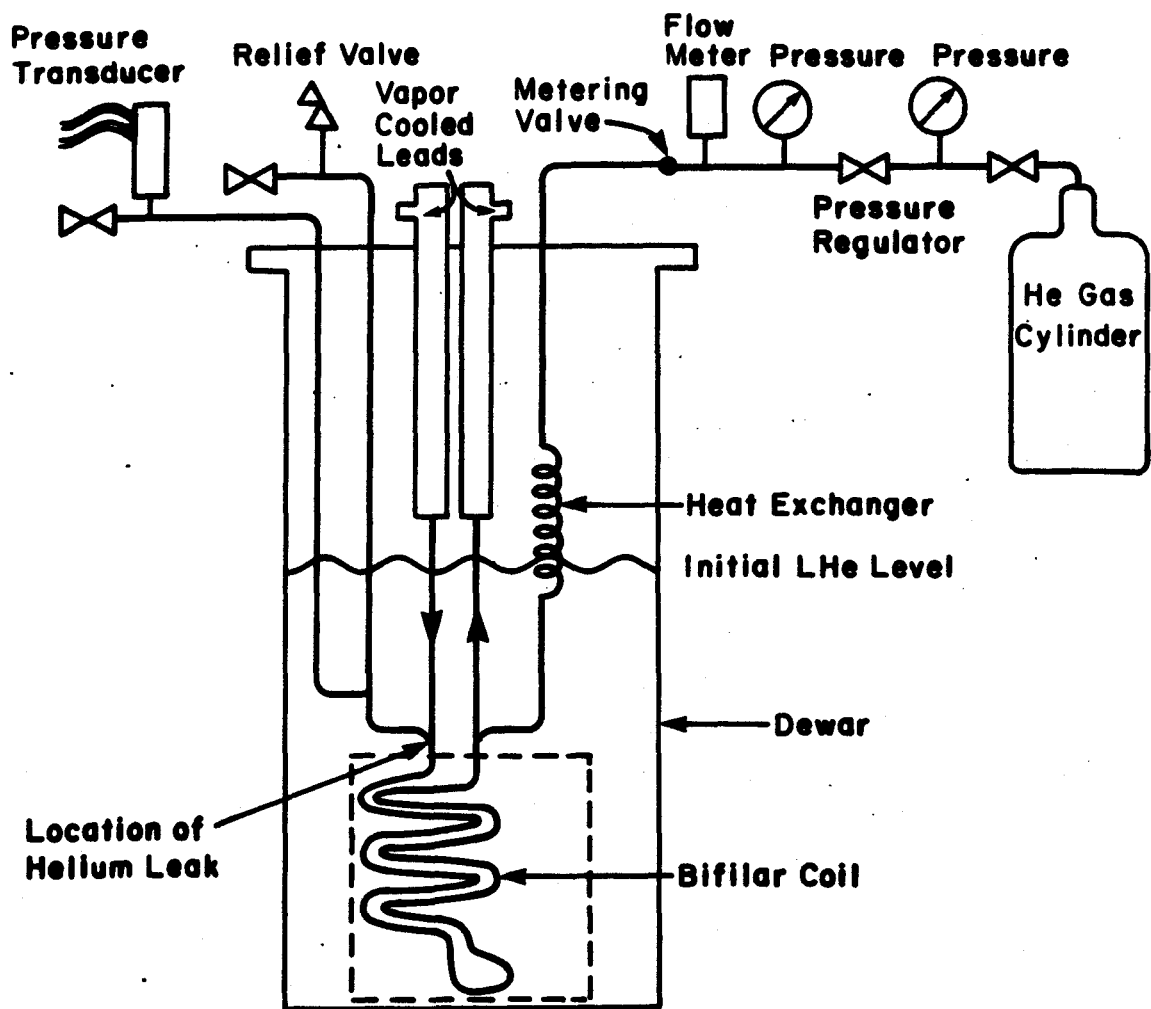 Pressure
Transducer
Relief Valve
Vapor
Cooled
Leads
Metering
Valve
Flow
Meter
Pressure
Pressure
Pressure
Regulator
He Gas
Cylinder
Heat Exchanger
Initial LHe Level
Dewar
Location of
Helium Leak
Bifilar Coil